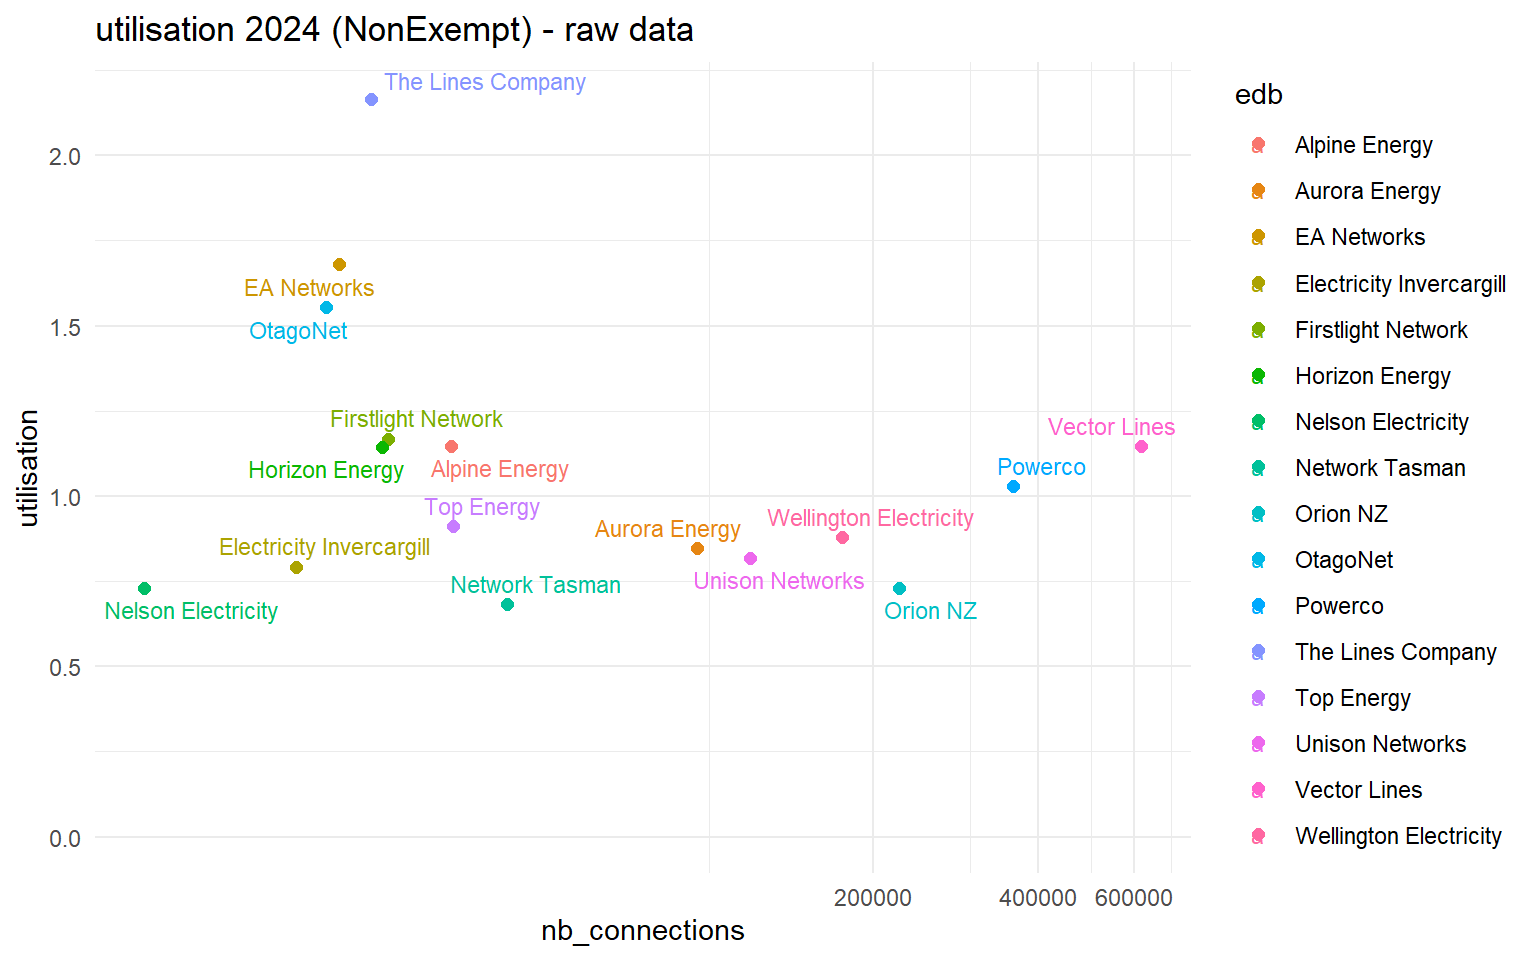 utilisation 2024 (NonExempt) - raw data
The Lines Company
EA Networks
OtagoNet
Firstlight Network
Horizon Energy
Alpine Energy
Vector Lines
Powerco
Top Energy
Wellington Electricity
Aurora Energy
Electricity Invercargill
Unison Networks
Network Tasman
Nelson Electricity
Orion NZ
utilisation
2.0
1.5
1.0
0.5
0.0
200000
400000
600000
nb_connections
edb
a Alpine Energy
a Aurora Energy
a EA Networks
a Electricity Invercargill
a Firstlight Network
a Horizon Energy
a Nelson Electricity
a Network Tasman
a Orion NZ
a OtagoNet
a Powerco
a The Lines Company
a Top Energy
a Unison Networks
a Vector Lines
a Wellington Electricity